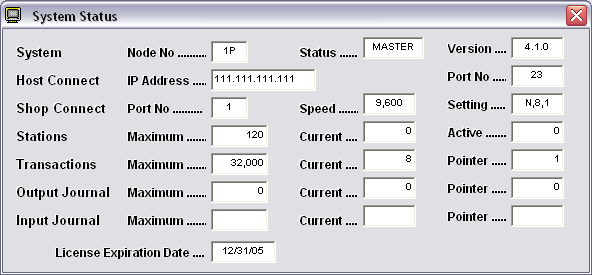 System Status
System Node No .......... 1P Status ...... MASTER Version .... 4.1.0
Host Connect IP Address ....... 111.111.111.111 Port No ..... 23
Shop Connect Port No .......... 1 Speed ....... 9,600 Setting ..... N,8,1
Stations Maximum ...... 120 Current .... 0 Active ....... 0
Transactions Maximum ...... 32,000 Current .... 8 Pointer ..... 1
Output Journal Maximum ...... 0 Current .... 0 Pointer ..... 0
Input Journal Maximum ...... Current .... Pointer .....
License Expiration Date .... 12/31/05